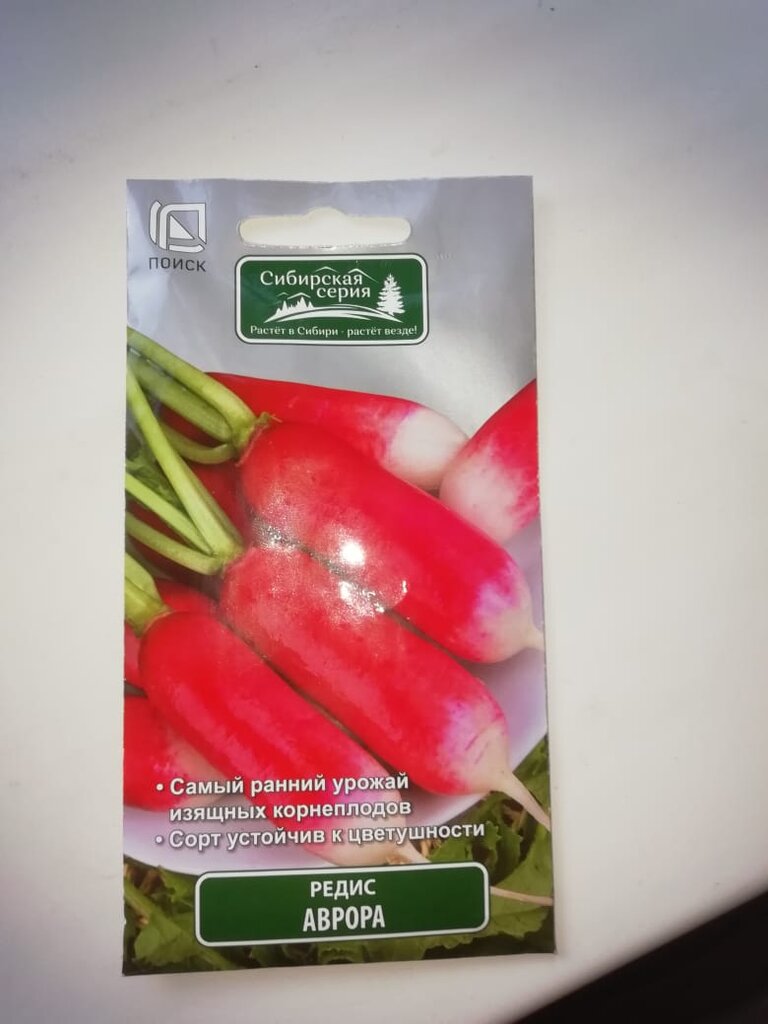 ПОИСК
Сибирская
серия
Растёт в Сибири - растёт везде!
• Самый ранний урожай
изящных корнеплодов
• Сорт устойчив к цветушности
РЕДИС
АВРОРА